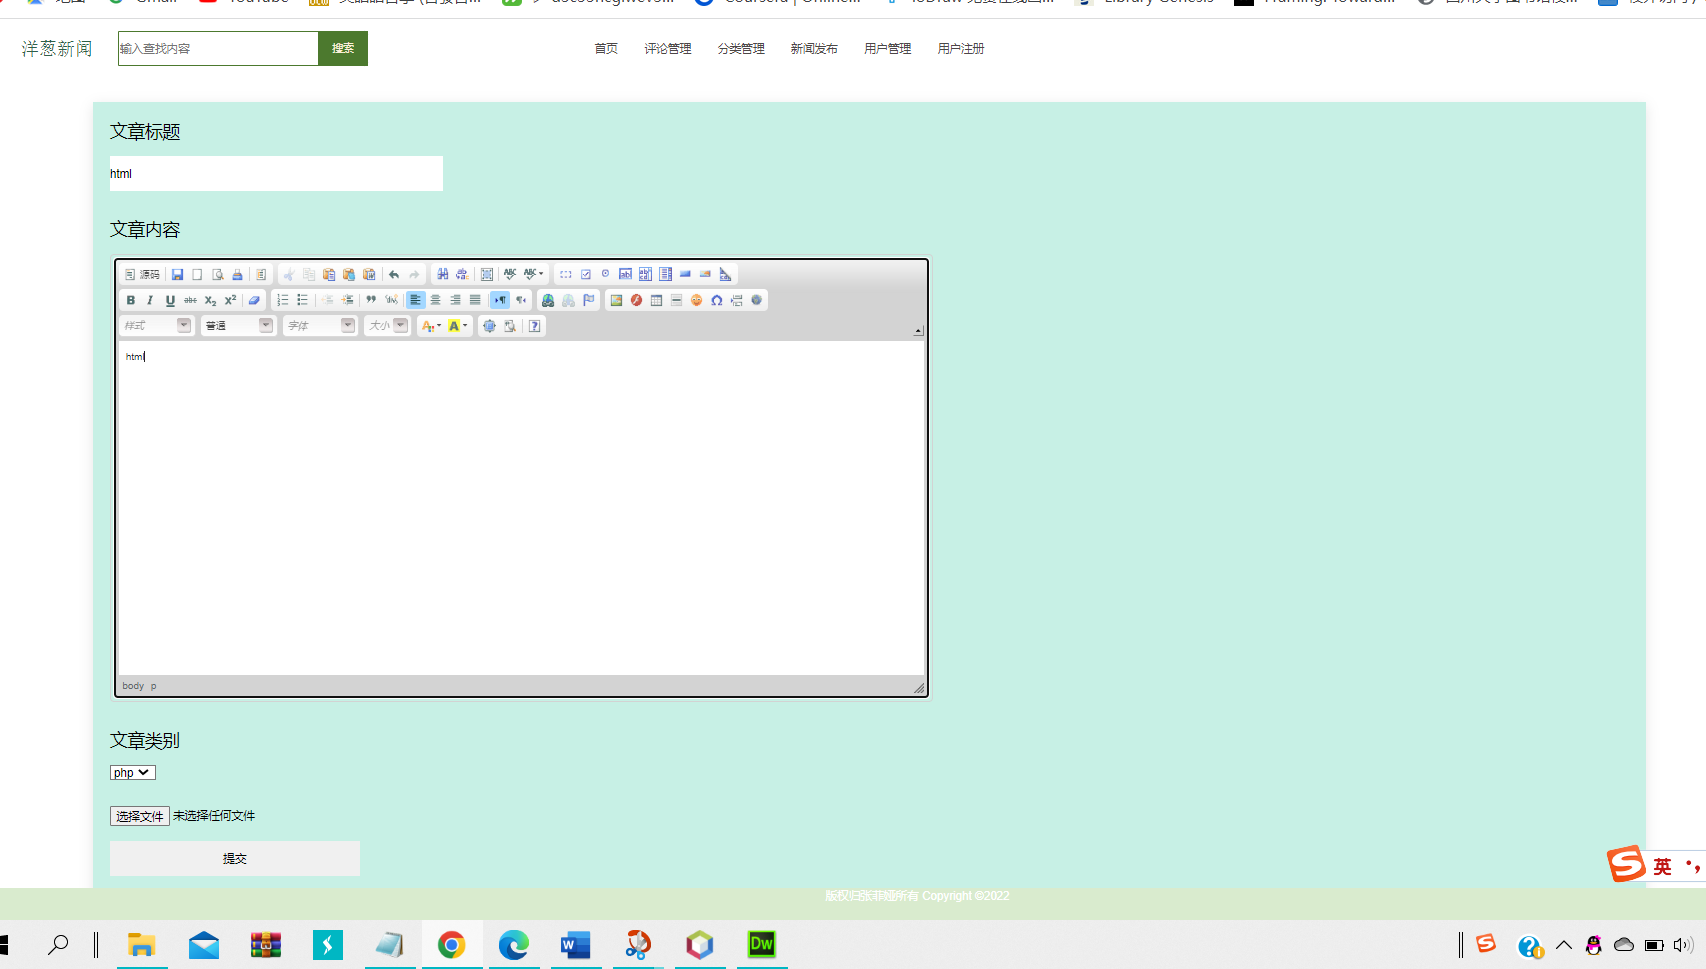 洋葱新闻 输入查找内容 搜索 首页 评论管理 分类管理 新闻发布 用户管理 用户注册
文章标题
html
文章内容
源码
样式 普通 字体 大小
html
body p
文章类别
php
选择文件 未选择任何文件
提交
英
版权归张菲娅所有 Copyright ©2022